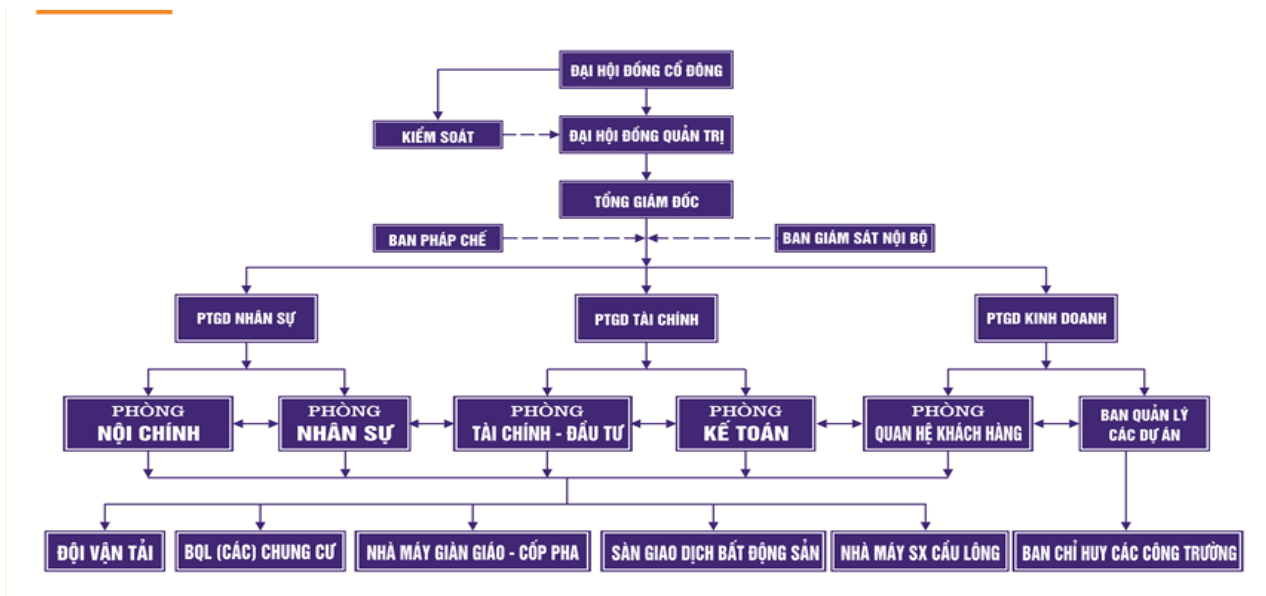 ĐẠI HỘI ĐỒNG CỔ ĐÔNG
KIỂM SOÁT
ĐẠI HỘI ĐỒNG QUẢN TRỊ
TỔNG GIÁM ĐỐC
BAN PHÁP CHẾ
BAN GIÁM SÁT NỘI BỘ
PTGD NHÂN SỰ
PTGD TÀI CHÍNH
PTGD KINH DOANH
PHÒNG
NỘI CHÍNH
PHÒNG
NHÂN SỰ
PHÒNG
TÀI CHÍNH - ĐẦU TƯ
PHÒNG
KẾ TOÁN
PHÒNG
QUAN HỆ KHÁCH HÀNG
BAN QUẢN LÝ
CÁC DỰ ÁN
ĐỘI VẬN TẢI
BQL (CÁC) CHUNG CƯ
NHÀ MÁY GIÀN GIÁO - CỐP PHA
SÀN GIAO DỊCH BẤT ĐỘNG SẢN
NHÀ MÁY SX CẦU LÔNG
BAN CHỈ HUY CÁC CÔNG TRƯỜNG